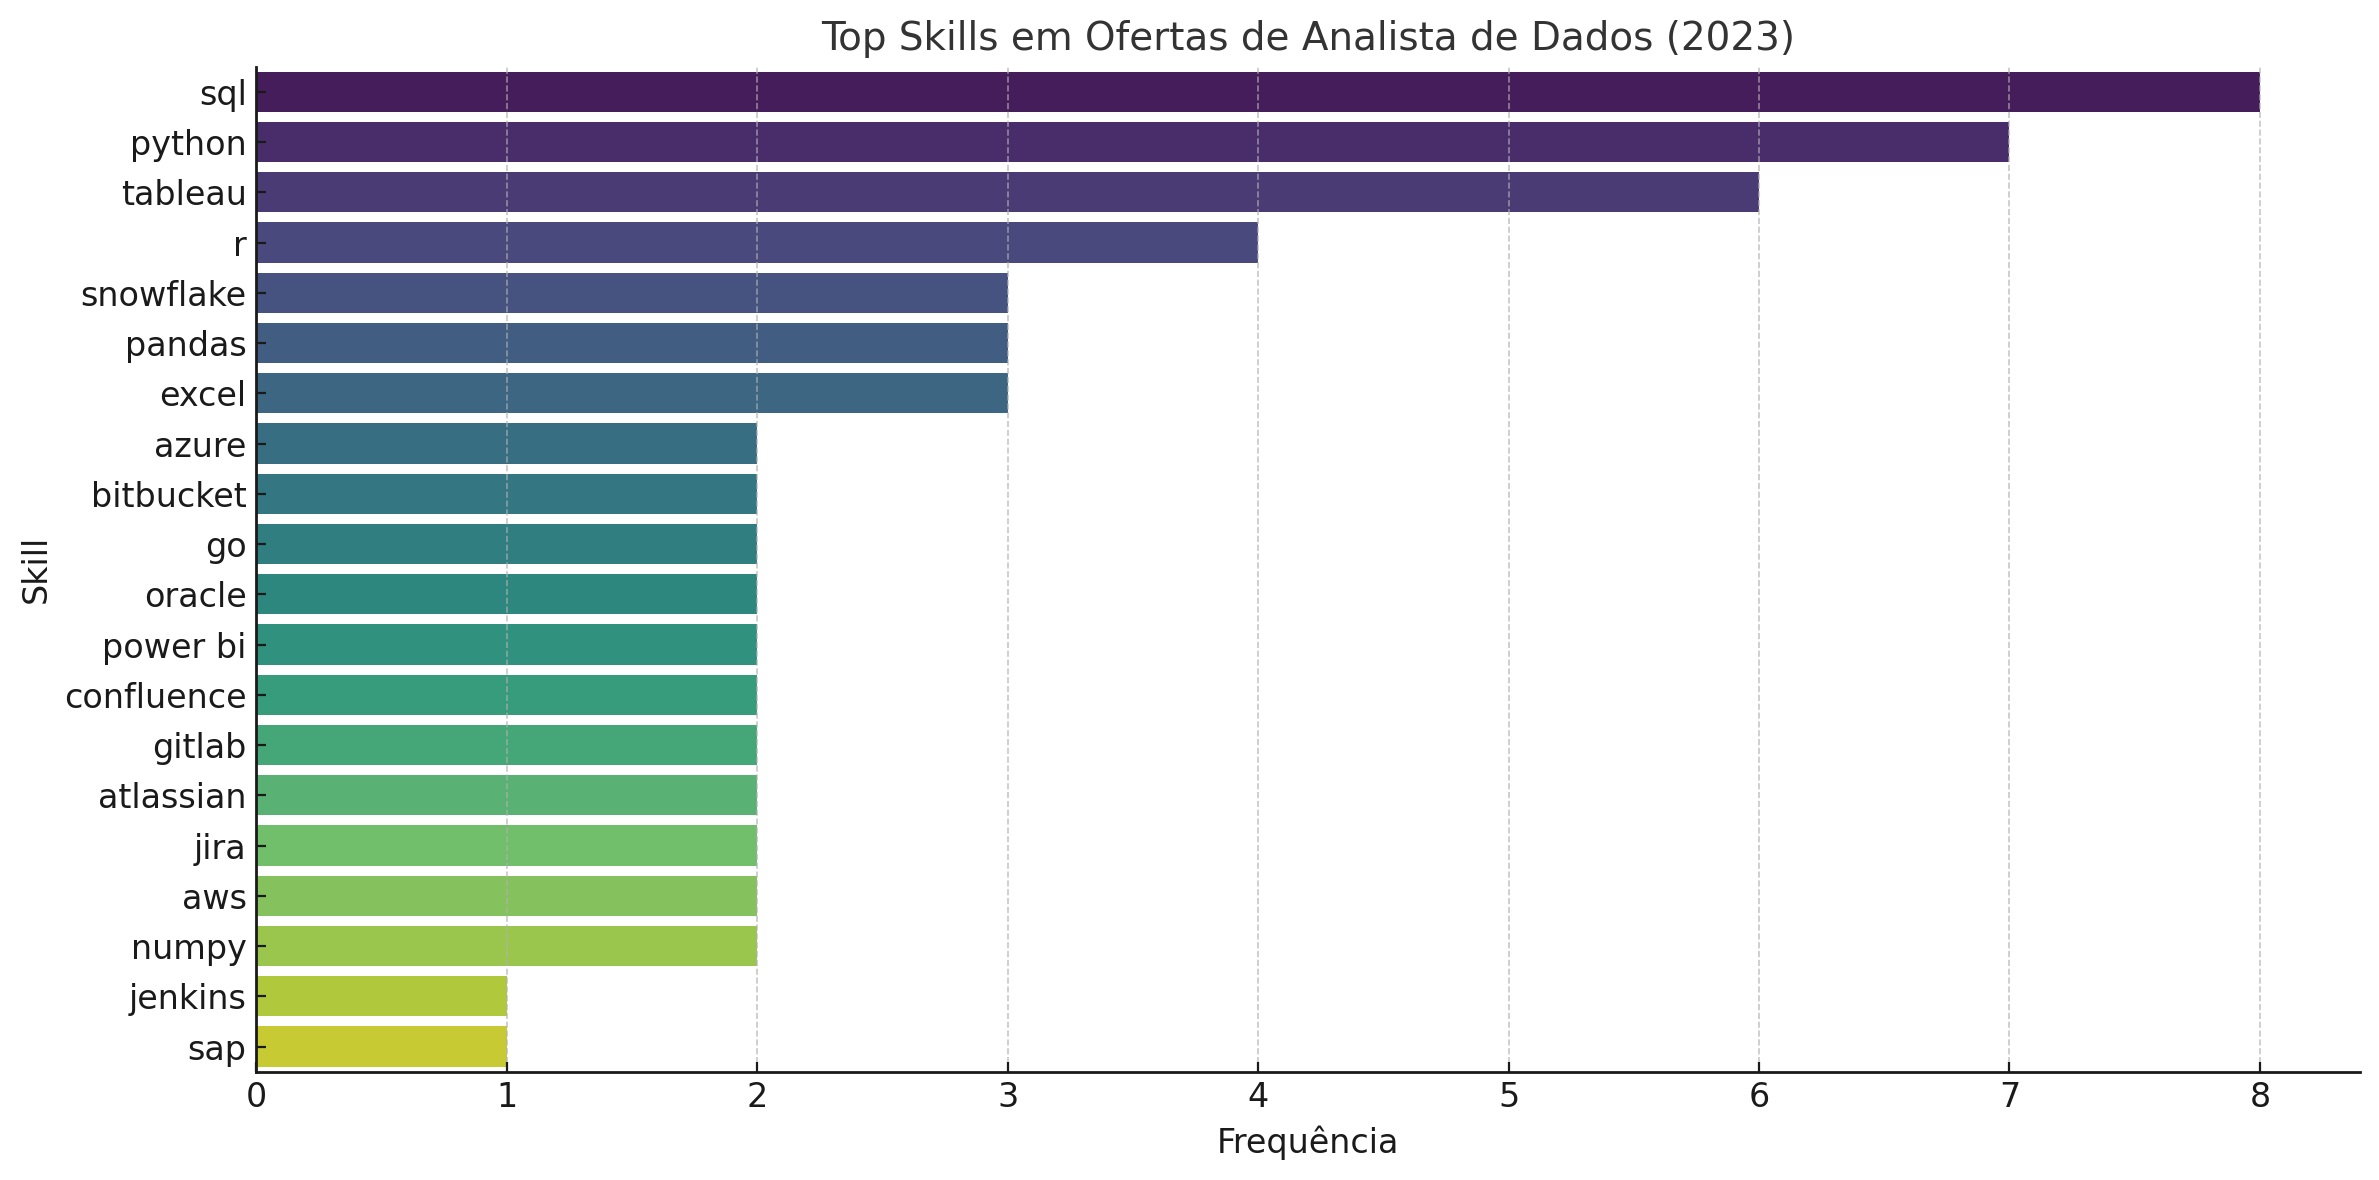 Top Skills em Ofertas de Analista de Dados (2023)
sql
python
tableau
r
snowflake
pandas
excel
azure
bitbucket
go
oracle
power bi
confluence
gitlab
atlassian
jira
aws
numpy
jenkins
sap
Skill
0 1 2 3 4 5 6 7 8
Frequência